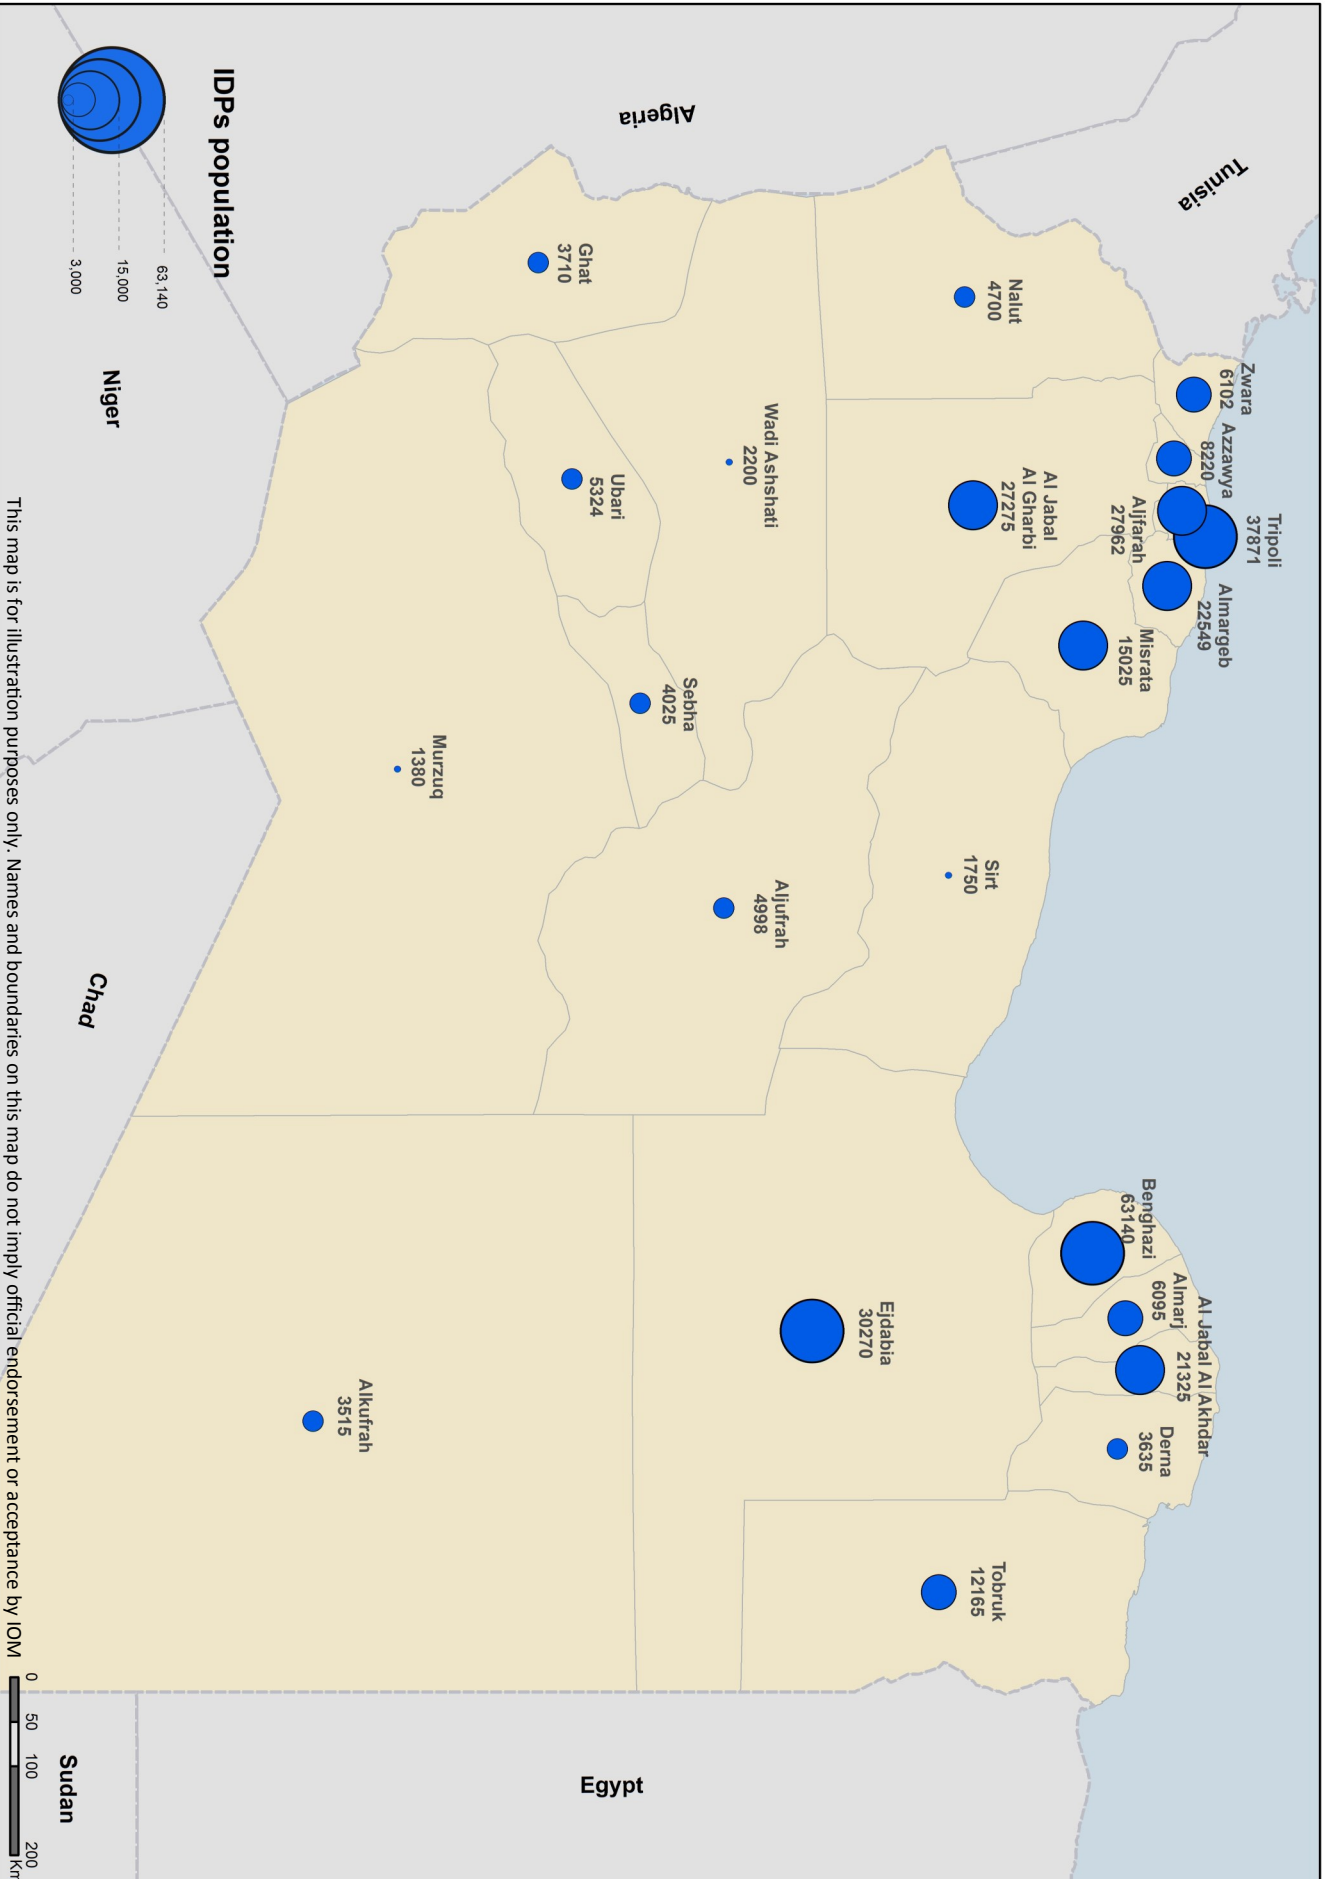 Tunisia
Algeria
Zwara
6102
Azzawya
8220
Tripoli
37871
Aljfarah
27962
Almargeb
22549
Misrata
15025
Nalut
4700
Al Jabal
Al Gharbi
27275
Sirt
1750
Benghazi
63140
Almarj
6095
Al Jabal Al Akhdar
21325
Derna
3635
Tobruk
12165
Ejdabia
30270
Wadi Ashshati
2200
Aljufrah
4998
Ghat
3710
Ubari
5324
Sebha
4025
Murzuq
1380
Alkufrah
3515
Egypt
IDPs population
63,140
15,000
3,000
Niger
Chad
Sudan
This map is for illustration purposes only. Names and boundaries on this map do not imply official endorsement or acceptance by IOM
0 50 100 200
Km